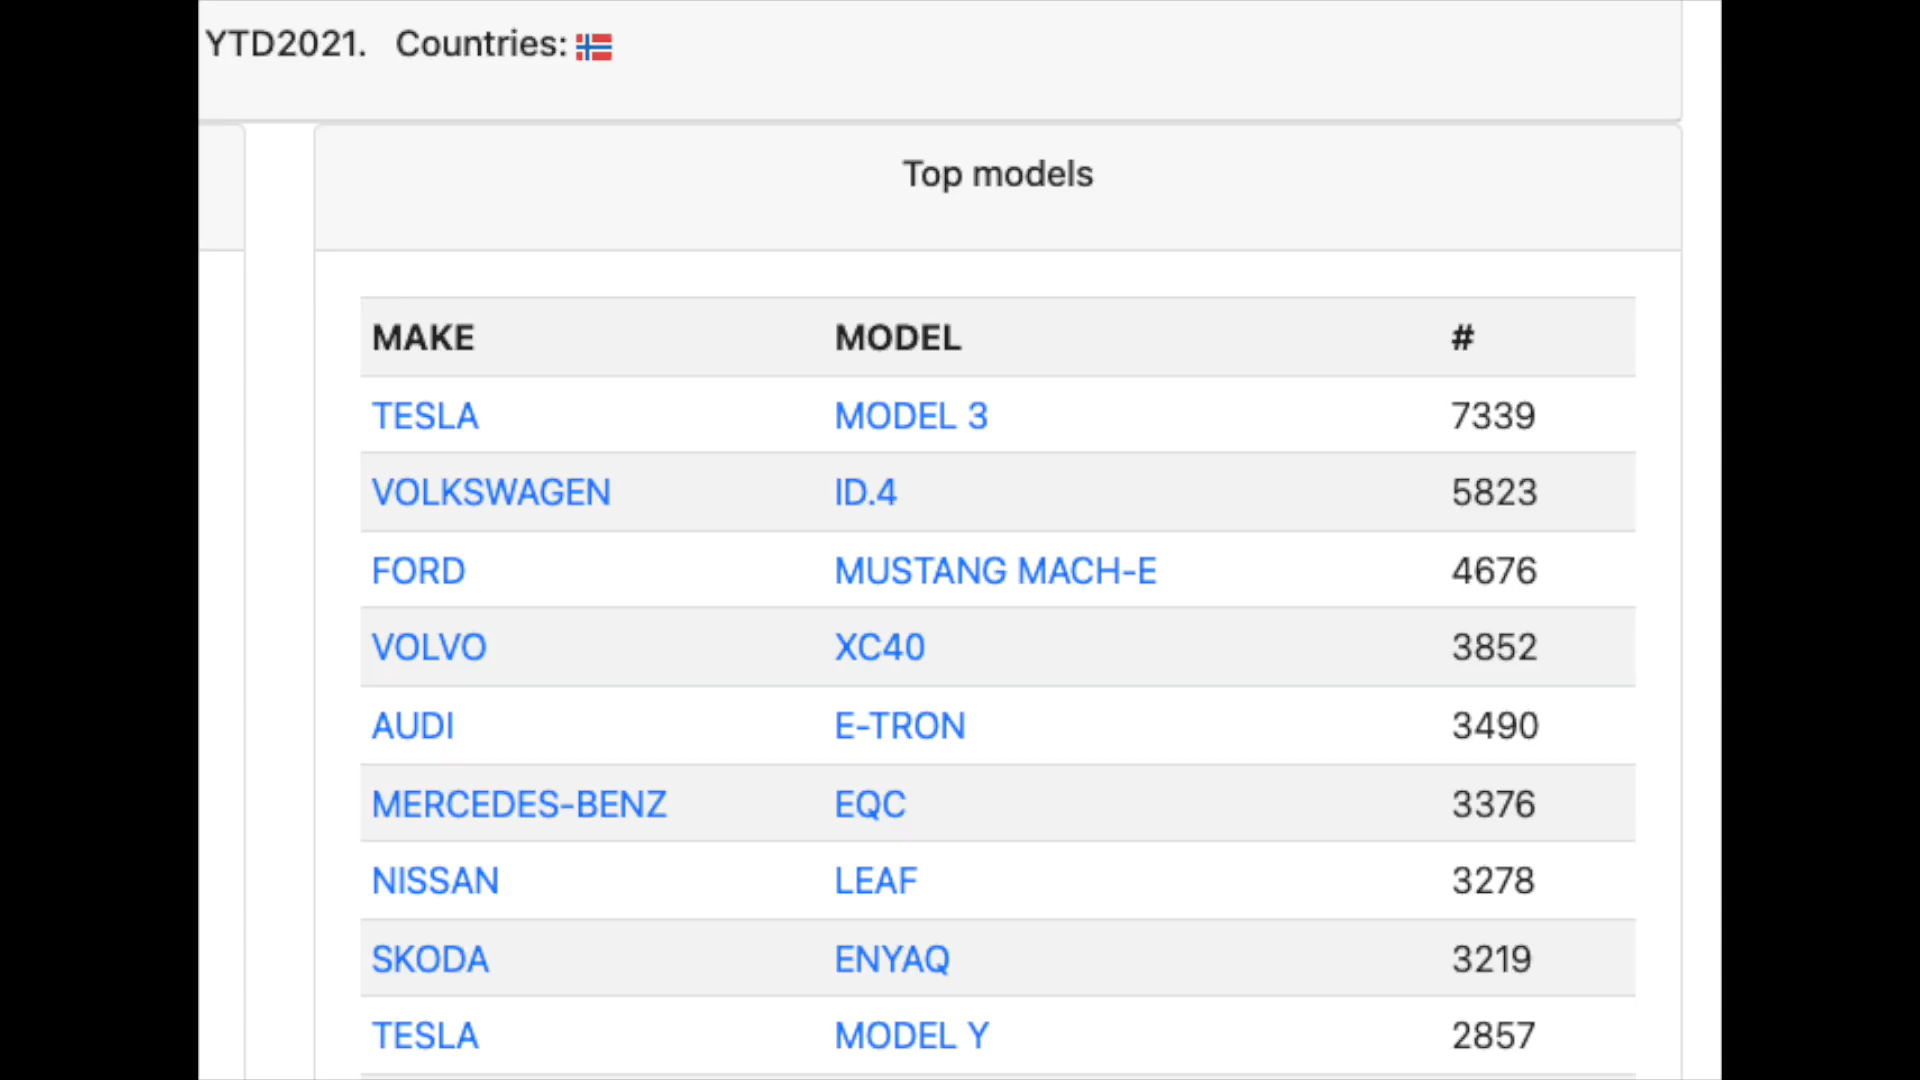 YTD2021. Countries:
Top models
MAKE MODEL #
TESLA MODEL 3 7339
VOLKSWAGEN ID.4 5823
FORD MUSTANG MACH-E 4676
VOLVO XC40 3852
AUDI E-TRON 3490
MERCEDES-BENZ EQC 3376
NISSAN LEAF 3278
SKODA ENYAQ 3219
TESLA MODEL Y 2857